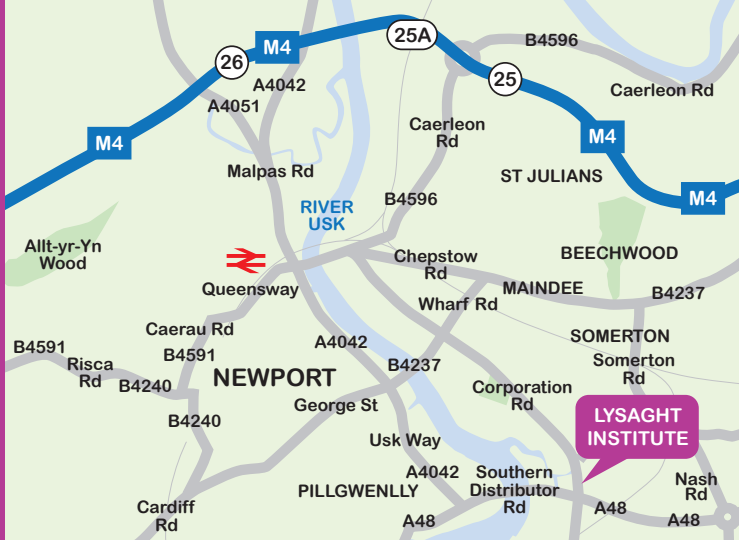 25A
M4
B4596
26
25
A4042
Caerleon Rd
A4051
Caerleon
Rd
M4
M4
Malpas Rd
ST JULIANS
M4
B4596
RIVER
USK
Allt-yr-Yn
Wood
BEECHWOOD
Chepstow
Rd
Queensway
MAINDEE
B4237
Wharf Rd
Caerau Rd
A4042
SOMERTON
B4591
B4591
Somerton
Rd
Risca
Rd
B4237
NEWPORT
B4240
Corporation
Rd
George St
LYSAGHT
INSTITUTE
B4240
Usk Way
A4042
Southern
Distributor
Rd
Nash
Rd
PILLGWENLLY
Cardiff
Rd
A48
A48
A48